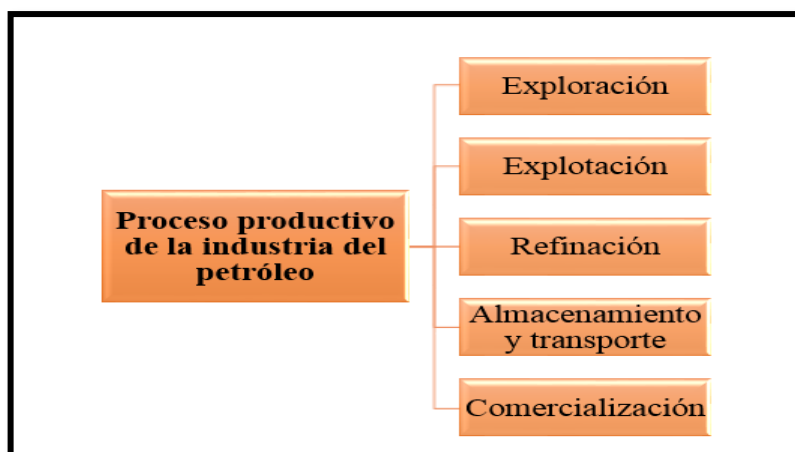 Proceso productivo
de la industria del
petróleo
Exploración
Explotación
Refinación
Almacenamiento
y transporte
Comercialización